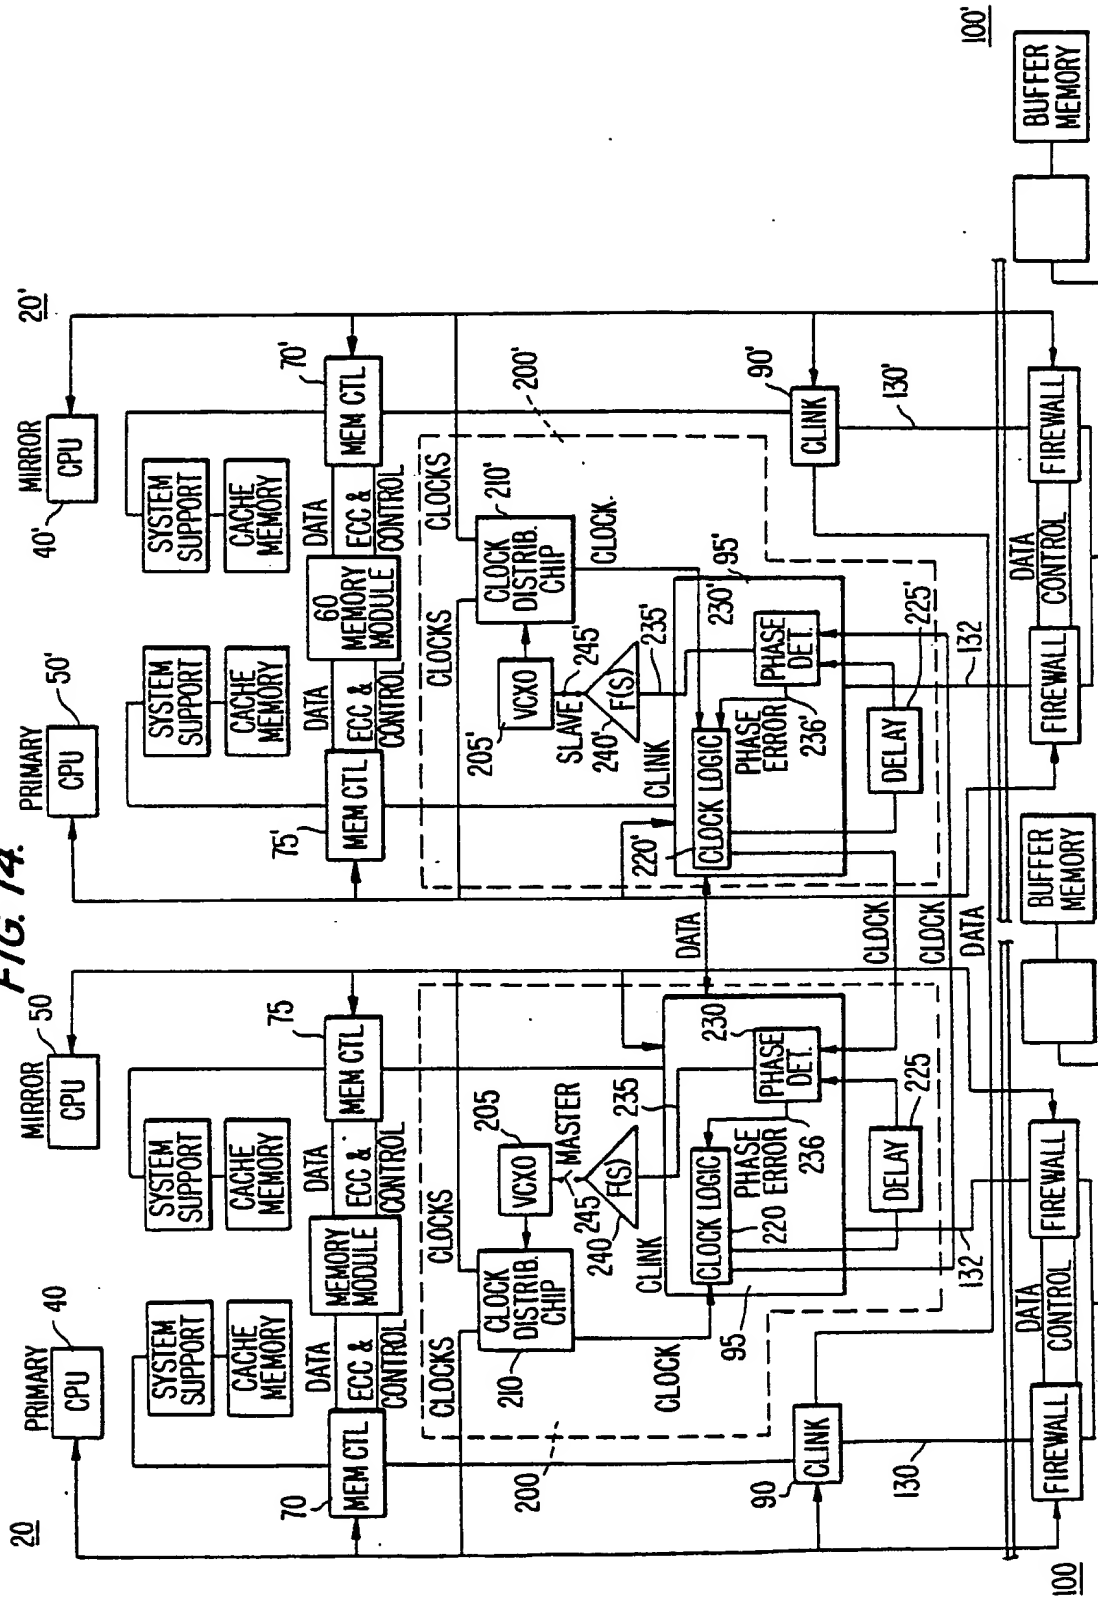 FIG. 14.
20
PRIMARY
40
CPU
MIRROR
50
CPU
PRIMARY
50'
CPU
MIRROR
40'
CPU
20'
SYSTEM
SUPPORT
CACHE
MEMORY
SYSTEM
SUPPORT
CACHE
MEMORY
SYSTEM
SUPPORT
CACHE
MEMORY
SYSTEM
SUPPORT
CACHE
MEMORY
70
MEM CTL
DATA
ECC &
CONTROL
MEMORY
MODULE
DATA
ECC &
CONTROL
75
MEM CTL
75'
MEM CTL
DATA
ECC &
CONTROL
60
MEMORY
MODULE
DATA
ECC &
CONTROL
70'
MEM CTL
CLOCKS
CLOCKS
CLOCKS
CLOCKS
200
210
CLOCK
DISTRIB.
CHIP
VCXO
205
245
MASTER
240
F(S)
CLOCK
CLINK
235
95
CLOCK LOGIC
220
PHASE
ERROR
236
PHASE
DET.
230
DELAY
225
200'
205'
VCXO
CLOCK
DISTRIB.
CHIP
210'
SLAVE
245'
240'
F(S)
235'
CLOCK
CLINK
95'
220'
CLOCK LOGIC
PHASE
ERROR
236'
PHASE
DET.
230'
DELAY
225'
DATA
CLOCK
CLOCK
DATA
90
CLINK
130
132
90'
CLINK
130'
132
100
FIREWALL
DATA
CONTROL
FIREWALL
BUFFER
MEMORY
FIREWALL
DATA
CONTROL
FIREWALL
BUFFER
MEMORY
100'